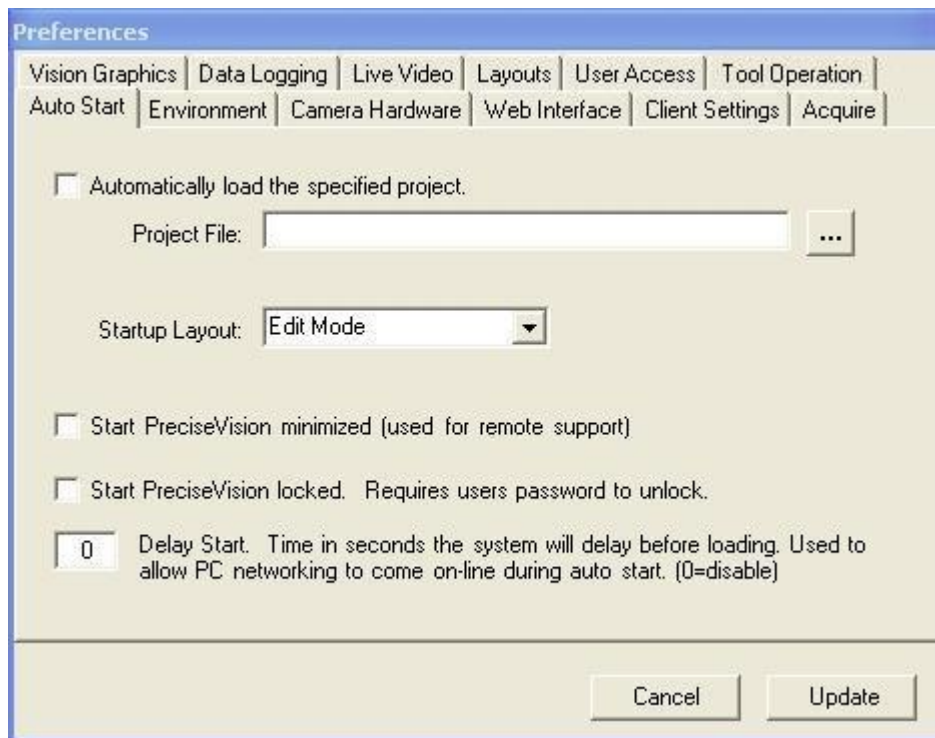 Preferences
Vision Graphics Data Logging Live Video Layouts User Access Tool Operation
Auto Start Environment Camera Hardware Web Interface Client Settings Acquire
Automatically load the specified project.
Project File: ...
Startup Layout: Edit Mode
Start PreciseVision minimized (used for remote support)
Start PreciseVision locked. Requires users password to unlock.
0 Delay Start. Time in seconds the system will delay before loading. Used to
allow PC networking to come on-line during auto start. (0=disable)
Cancel Update